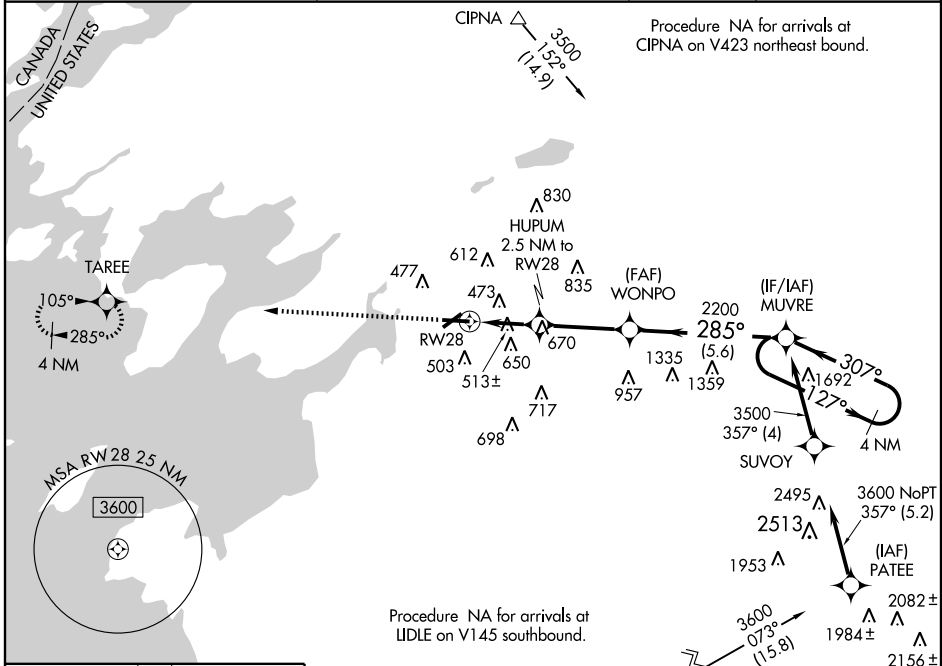 CIPNA
3500
152°
(14.9)
Procedure NA for arrivals at
CIPNA on V423 northeast bound.
CANADA
UNITED STATES
830
HUPUM
2.5 NM to
RW28
612
835
477
473
TAREE
105°
285°
4 NM
(FAF)
WONPO
2200
285°
(5.6)
(IF/IAF)
MUVRE
RW28
670
503
650
513±
957
1335
1359
1692
307°
127°
4 NM
717
698
3500
357° (4)
SUVOY
MSA RW28 25 NM
3600
2495
2513
1953
3600 NoPT
357° (5.2)
(IAF)
PATEE
2082±
1984±
2156±
Procedure NA for arrivals at
LIDLE on V145 southbound.
3600
073°
(15.8)